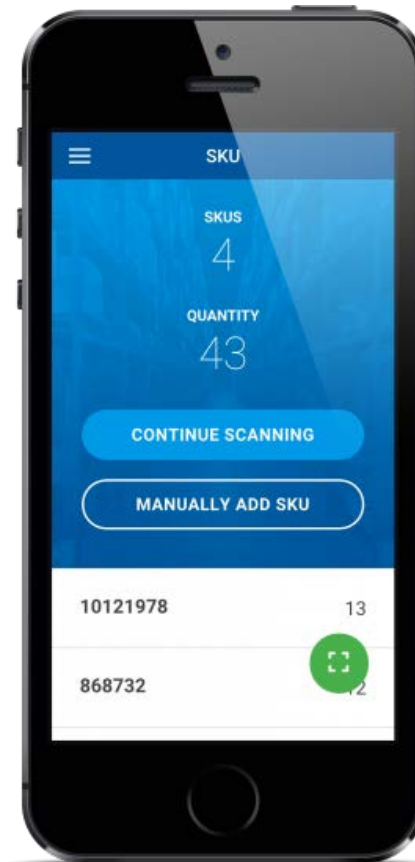 SKU
SKUS
4
QUANTITY
43
CONTINUE SCANNING
MANUALLY ADD SKU
10121978 13
868732